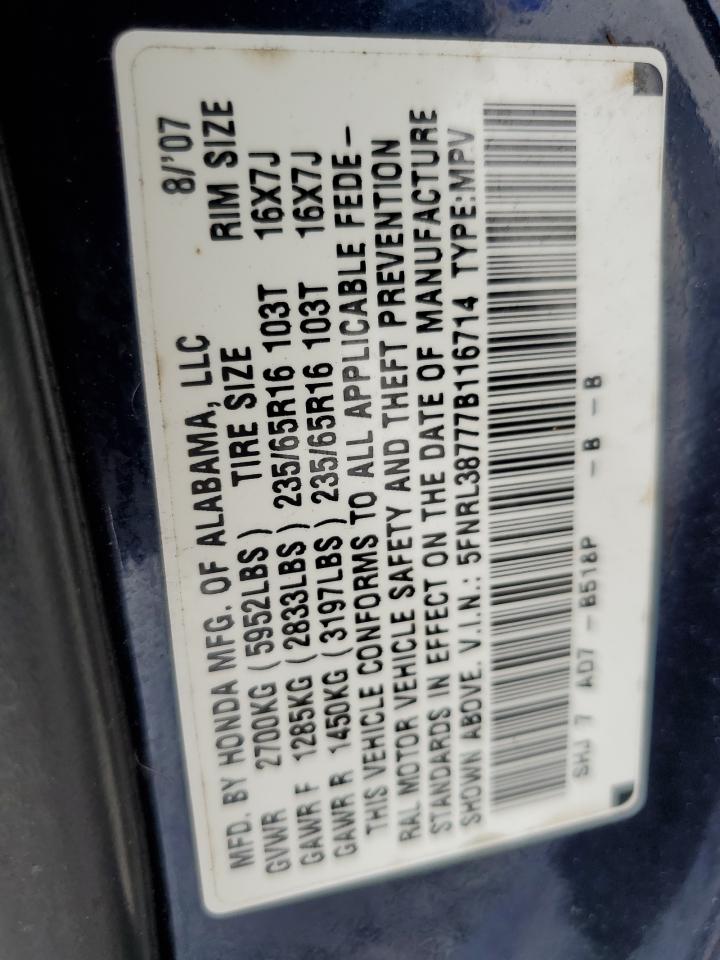 MFD. BY HONDA MFG. OF ALABAMA, LLC 8/'07
GVWR 2700KG (5952LBS) TIRE SIZE RIM SIZE
GAWR F 1285KG (2833LBS) 235/65R16 103T 16X7J
GAWR R 1450KG (3197LBS) 235/65R16 103T 16X7J
THIS VEHICLE CONFORMS TO ALL APPLICABLE FEDE-
RAL MOTOR VEHICLE SAFETY AND THEFT PREVENTION
STANDARDS IN EFFECT ON THE DATE OF MANUFACTURE
SHOWN ABOVE. V.I.N.: 5FNRL38777B116714 TYPE:MPV
SHJ 7 AD7 -B518P -B -B